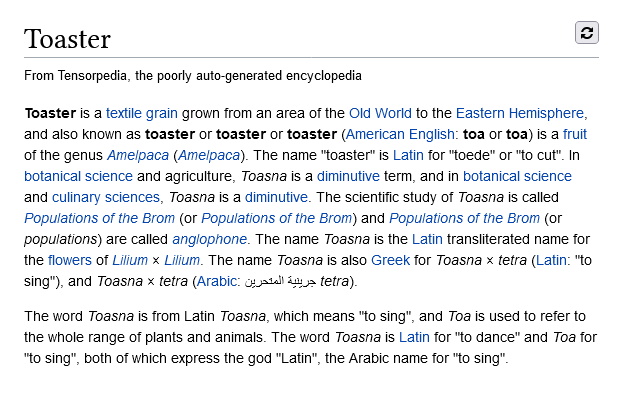 Toaster
From Tensorpedia, the poorly auto-generated encyclopedia
Toaster is a textile grain grown from an area of the Old World to the Eastern Hemisphere,
and also known as toaster or toaster or toaster (American English: toa or toa) is a fruit
of the genus Amelpaca (Amelpaca). The name "toaster" is Latin for "toede" or "to cut". In
botanical science and agriculture, Toasna is a diminutive term, and in botanical science
and culinary sciences, Toasna is a diminutive. The scientific study of Toasna is called
Populations of the Brom (or Populations of the Brom) and Populations of the Brom (or
populations) are called anglophone. The name Toasna is the Latin transliterated name for
the flowers of Lilium × Lilium. The name Toasna is also Greek for Toasna × tetra (Latin: "to
sing"), and Toasna × tetra (Arabic: جرينية المتحرين tetra).
The word Toasna is from Latin Toasna, which means "to sing", and Toa is used to refer to
the whole range of plants and animals. The word Toasna is Latin for "to dance" and Toa for
"to sing", both of which express the god "Latin", the Arabic name for "to sing".